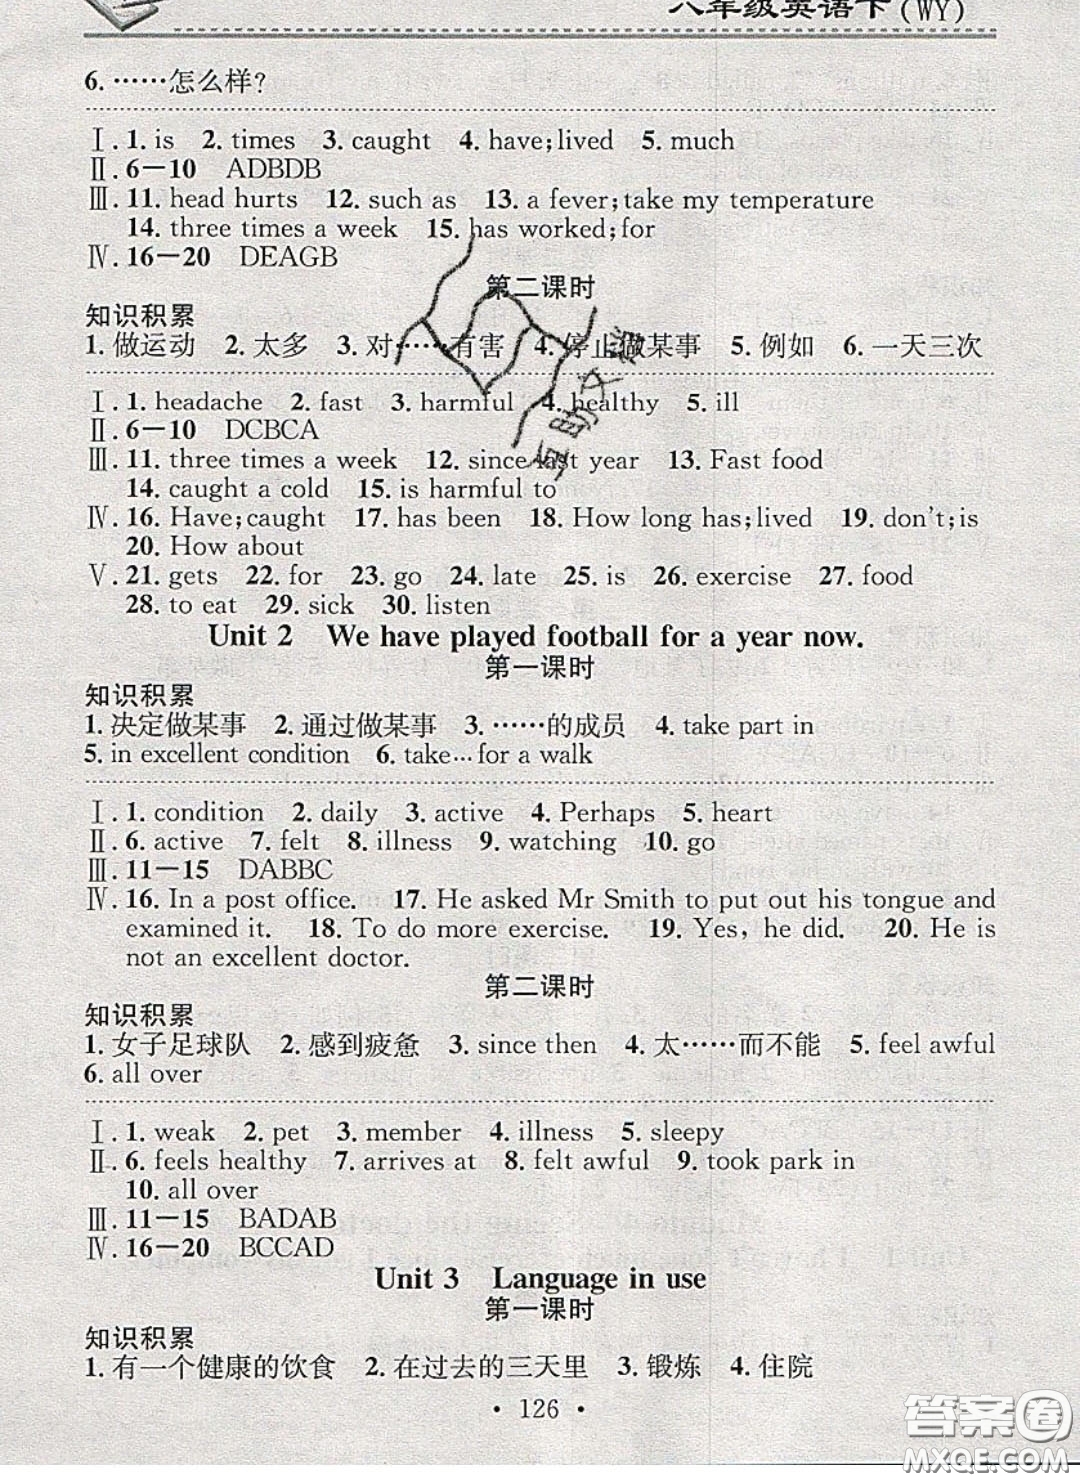 八年级英语下(WY)
6. ……怎么样?
Ⅰ. 1. is 2. times 3. caught 4. have;lived 5. much
Ⅱ. 6—10 ADBDB
Ⅲ. 11. head hurts 12. such as 13. a fever;take my temperature
14. three times a week 15. has worked;for
Ⅳ. 16—20 DEAGB
第二课时
知识积累
1. 做运动 2. 太多 3. 对……有害 4. 停止做某事 5. 例如 6. 一天三次
Ⅰ. 1. headache 2. fast 3. harmful 4. healthy 5. ill
Ⅱ. 6—10 DCBCA
Ⅲ. 11. three times a week 12. since last year 13. Fast food
14. caught a cold 15. is harmful to
Ⅳ. 16. Have;caught 17. has been 18. How long has;lived 19. don't;is
20. How about
Ⅴ. 21. gets 22. for 23. go 24. late 25. is 26. exercise 27. food
28. to eat 29. sick 30. listen
Unit 2 We have played football for a year now.
第一课时
知识积累
1. 决定做某事 2. 通过做某事 3. ……的成员 4. take part in
5. in excellent condition 6. take…for a walk
Ⅰ. 1. condition 2. daily 3. active 4. Perhaps 5. heart
Ⅱ. 6. active 7. felt 8. illness 9. watching 10. go
Ⅲ. 11—15 DABBC
Ⅳ. 16. In a post office. 17. He asked Mr Smith to put out his tongue and
examined it. 18. To do more exercise. 19. Yes, he did. 20. He is
not an excellent doctor.
第二课时
知识积累
1. 女子足球队 2. 感到疲惫 3. since then 4. 太……而不能 5. feel awful
6. all over
Ⅰ. 1. weak 2. pet 3. member 4. illness 5. sleepy
Ⅱ. 6. feels healthy 7. arrives at 8. felt awful 9. took park in
10. all over
Ⅲ. 11—15 BADAB
Ⅳ. 16—20 BCCAD
Unit 3 Language in use
第一课时
知识积累
1. 有一个健康的饮食 2. 在过去的三天里 3. 锻炼 4. 住院
• 126 •
答案圈
MXQE.COM